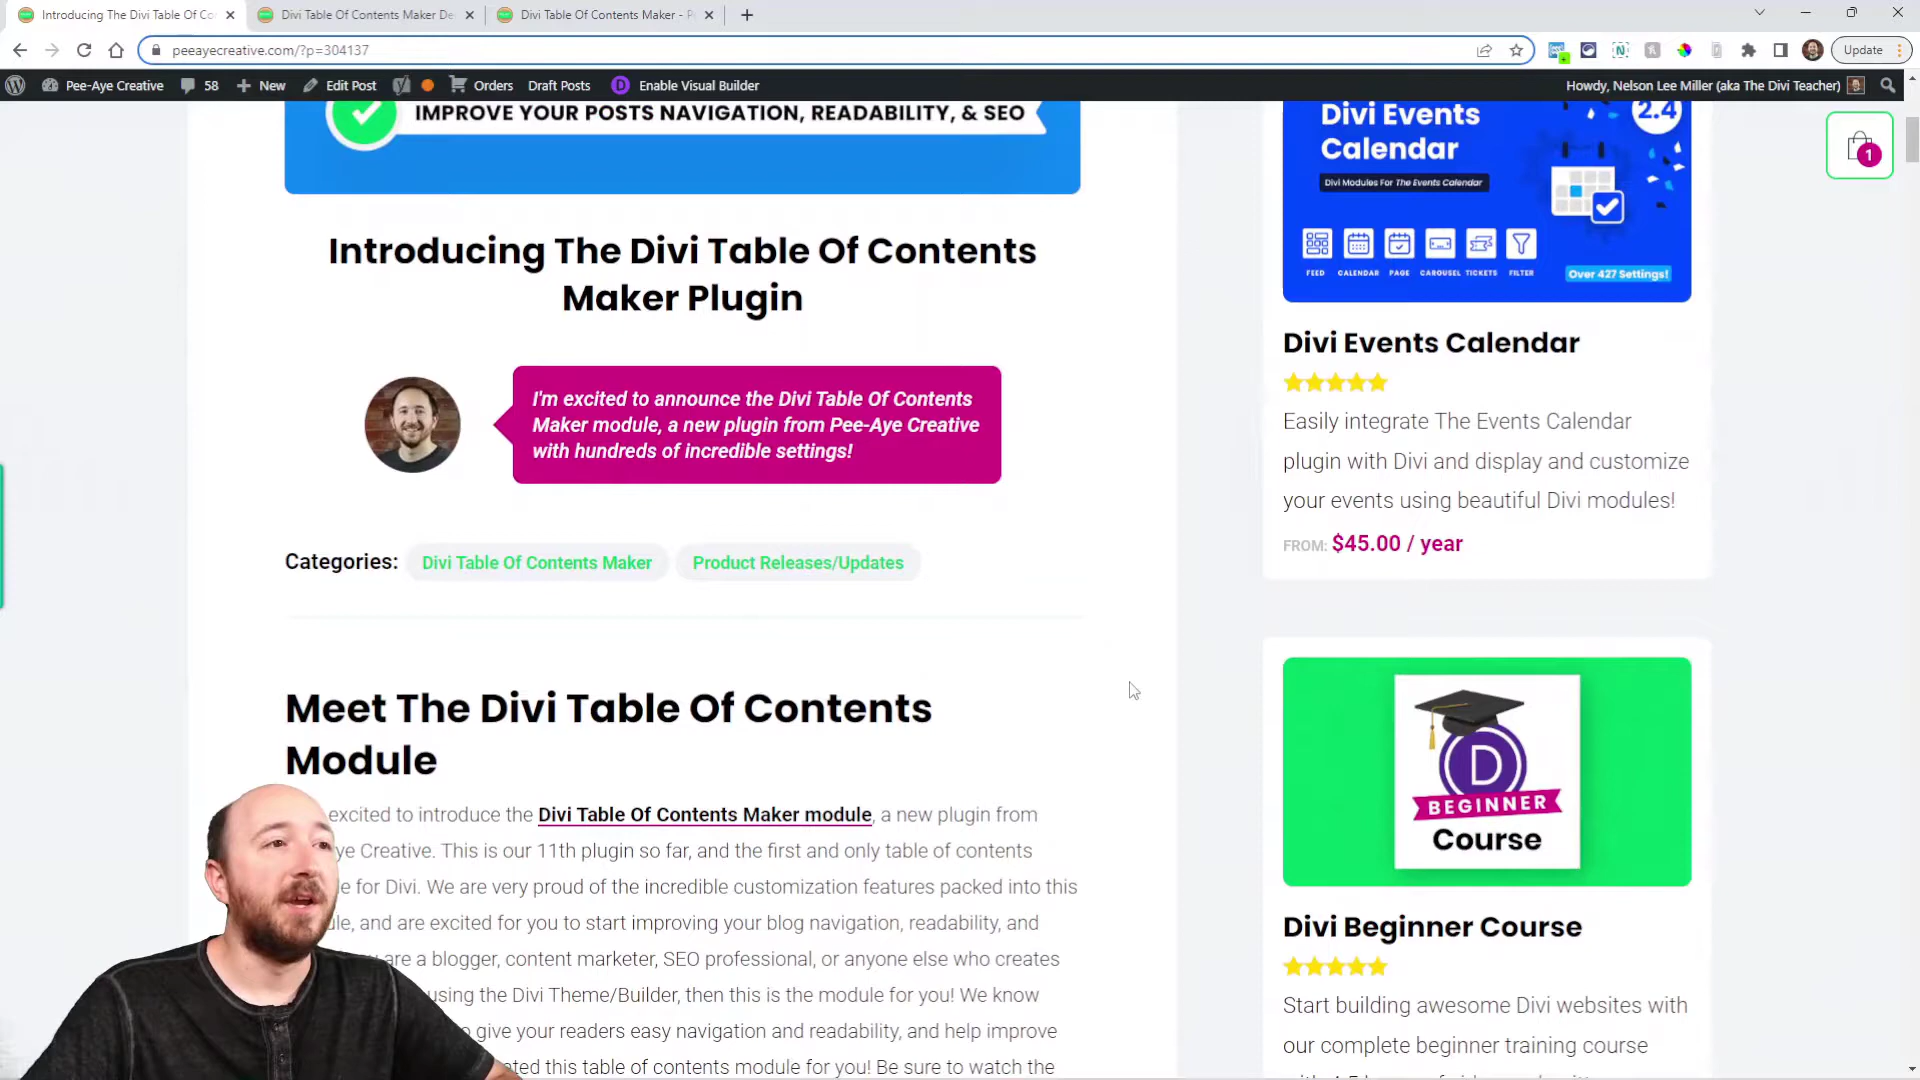 Introducing The Divi Table Of Co
Divi Table Of Contents Maker De
Divi Table Of Contents Maker - P
peeayecreative.com/?p=304137
Update
Pee-Aye Creative
58
New
Edit Post
Orders
Draft Posts
Enable Visual Builder
Howdy, Nelson Lee Miller (aka The Divi Teacher)
IMPROVE YOUR POSTS NAVIGATION, READABILITY, & SEO
Introducing The Divi Table Of Contents
Maker Plugin
I'm excited to announce the Divi Table Of Contents
Maker module, a new plugin from Pee-Aye Creative
with hundreds of incredible settings!
Categories: Divi Table Of Contents Maker Product Releases/Updates
Meet The Divi Table Of Contents
Module
excited to introduce the Divi Table Of Contents Maker module, a new plugin from
ye Creative. This is our 11th plugin so far, and the first and only table of contents
e for Divi. We are very proud of the incredible customization features packed into this
le, and are excited for you to start improving your blog navigation, readability, and
are a blogger, content marketer, SEO professional, or anyone else who creates
using the Divi Theme/Builder, then this is the module for you! We know
give your readers easy navigation and readability, and help improve
ted this table of contents module for you! Be sure to watch the
1
Divi Events
Calendar
2.4
Divi Modules For The Events Calendar
FEED CALENDAR PAGE CAROUSEL TICKETS FILTER
Over 427 Settings!
Divi Events Calendar
Easily integrate The Events Calendar
plugin with Divi and display and customize
your events using beautiful Divi modules!
FROM: $45.00 / year
D
BEGINNER
Course
Divi Beginner Course
Start building awesome Divi websites with
our complete beginner training course